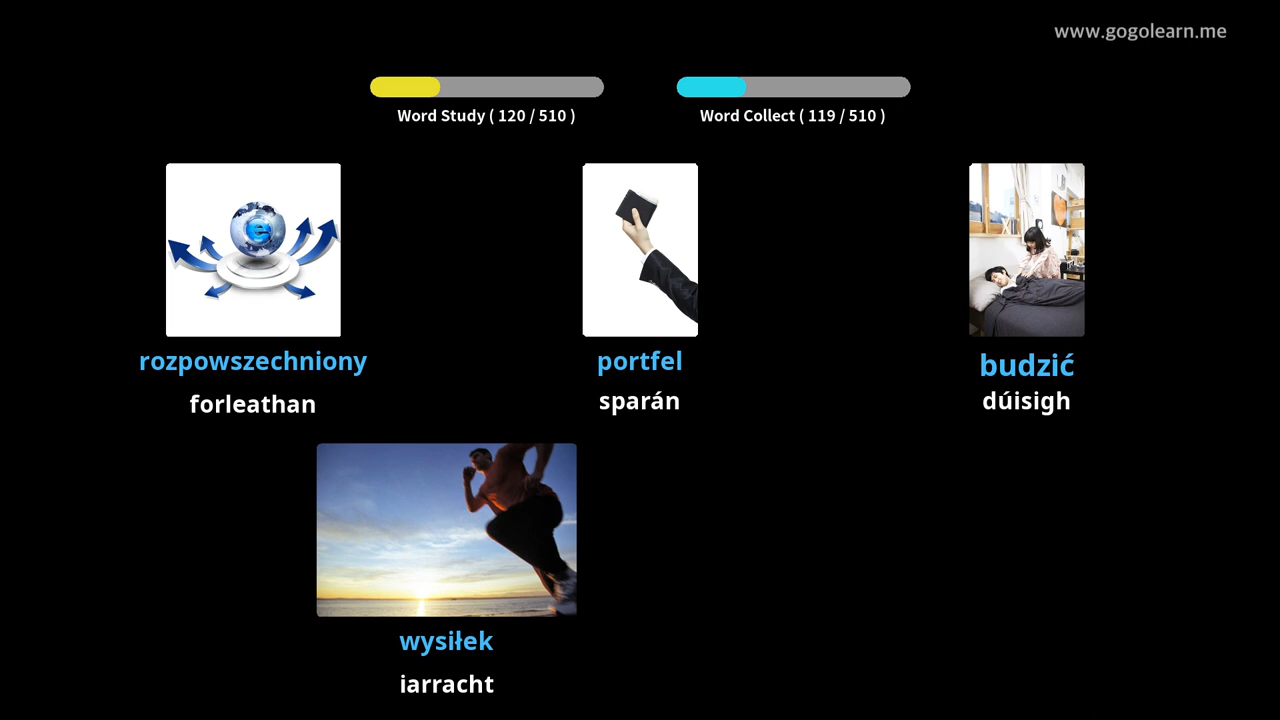 www.gogolearn.me
Word Study ( 120 / 510 )
Word Collect ( 119 / 510 )
e
rozpowszechniony
forleathan
portfel
sparán
budzić
dúisigh
wysiłek
iarracht